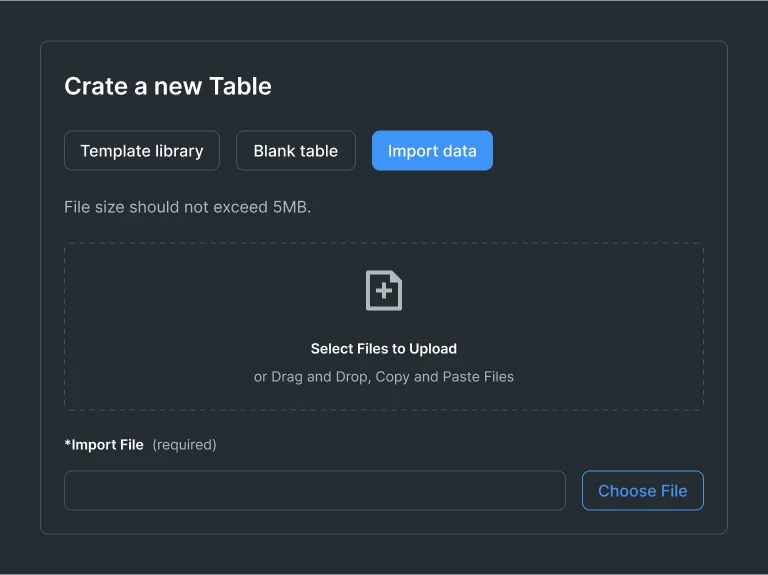 Crate a new Table
Template library
Blank table
Import data
File size should not exceed 5MB.
Select Files to Upload
or Drag and Drop, Copy and Paste Files
*Import File (required)
Choose File